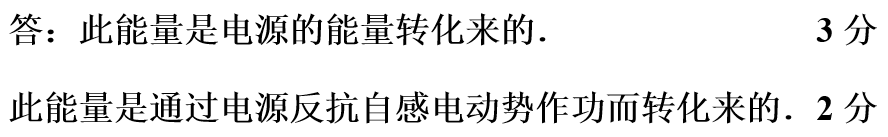 答：此能量是电源的能量转化来的． 3 分
此能量是通过电源反抗自感电动势作功而转化来的．2 分